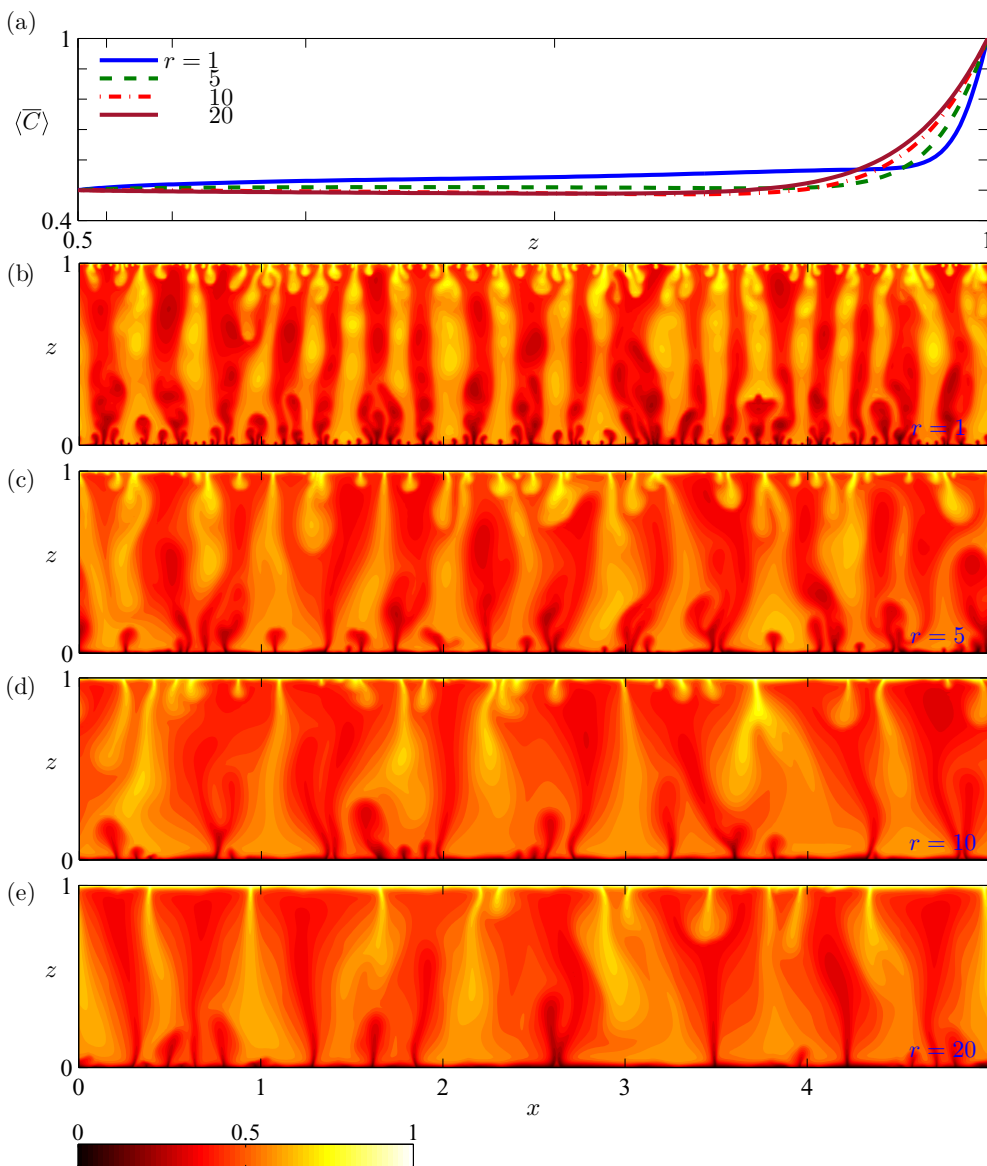 (a)
1
r = 1
5
10
20
⟨C̅⟩
0.4
0.5
z
1
(b)
1
z
0
r = 1
(c)
1
z
0
r = 5
(d)
1
z
0
r = 10
(e)
1
z
0
r = 20
0 1 2 3 4
x
0 0.5 1